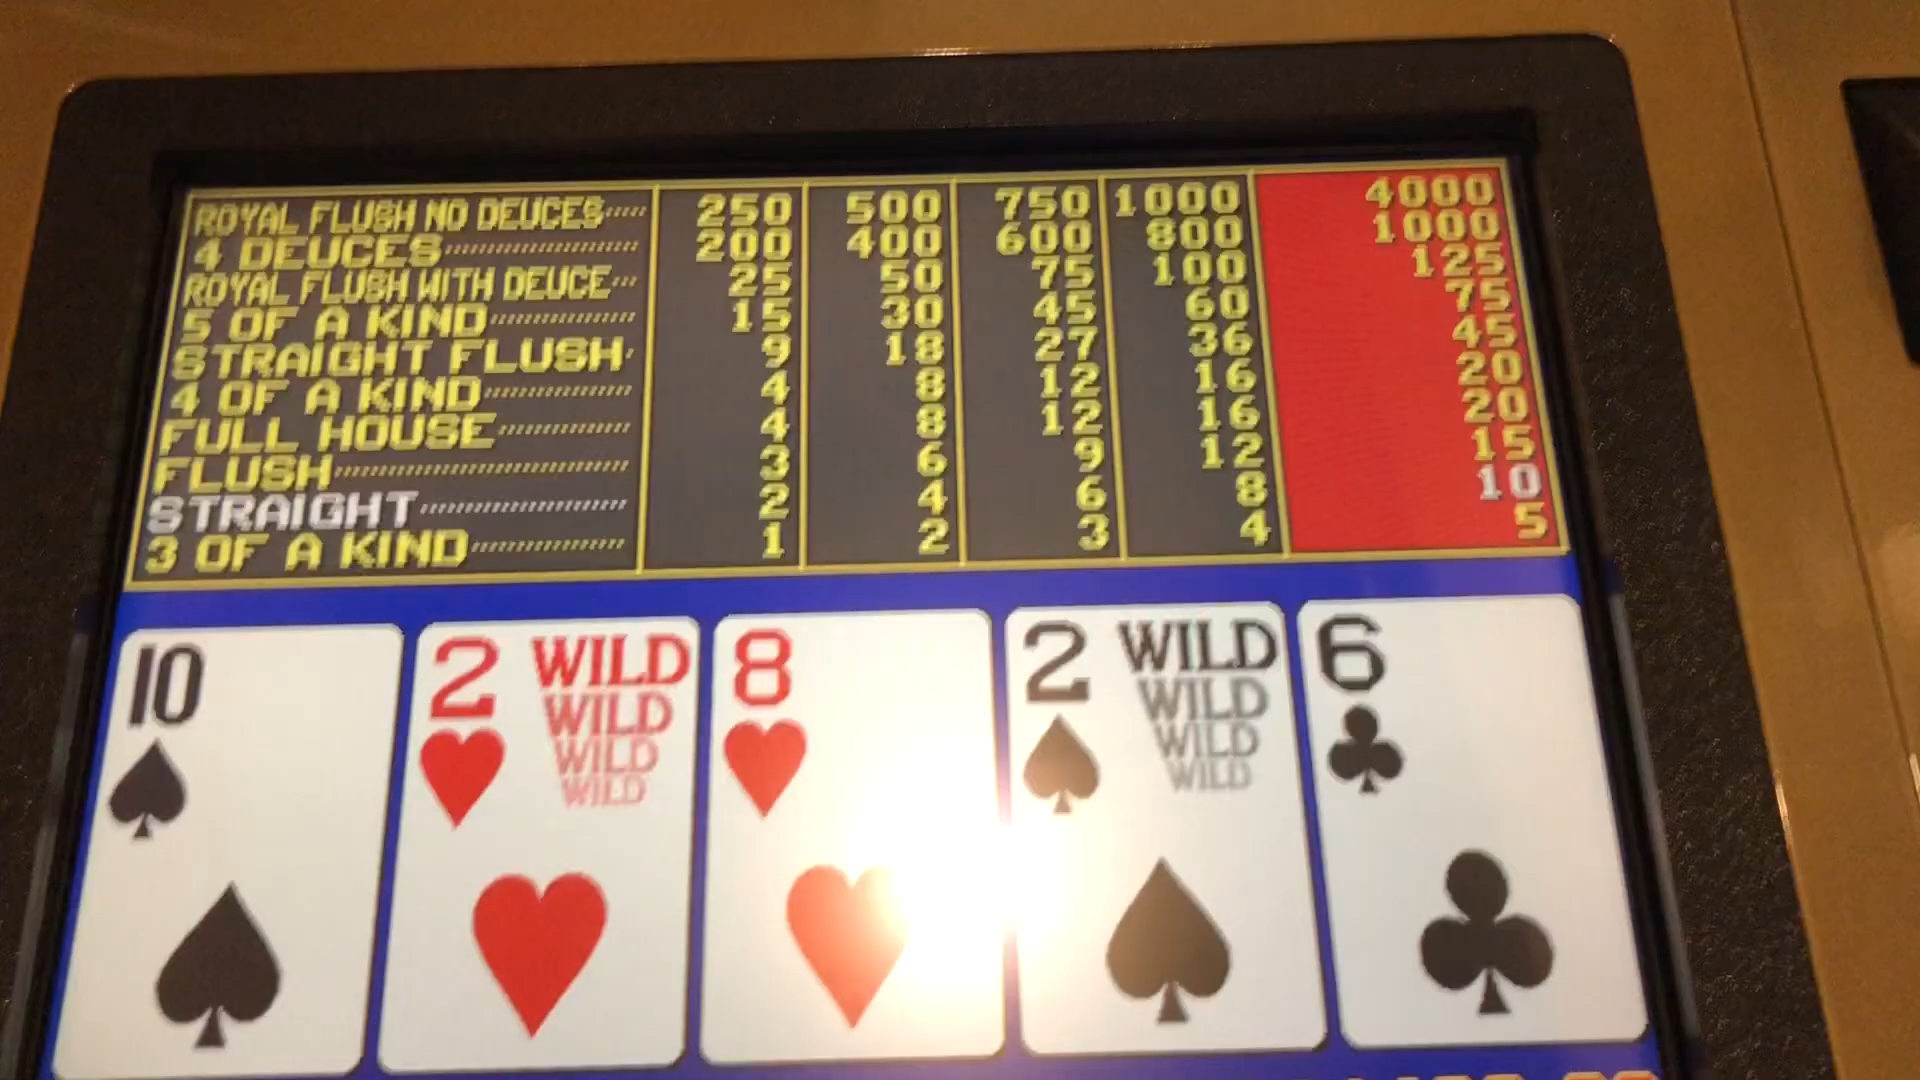 ROYAL FLUSH NO DEUCES 250 500 750 1000 4000
4 DEUCES 200 400 600 800 1000
ROYAL FLUSH WITH DEUCE 25 50 75 100 125
5 OF A KIND 15 30 45 60 75
STRAIGHT FLUSH 9 18 27 36 45
4 OF A KIND 4 8 12 16 20
FULL HOUSE 4 8 12 16 20
FLUSH 3 6 9 12 15
STRAIGHT 2 4 6 8 10
3 OF A KIND 1 2 3 4 5
10
2 WILD
WILD
WILD
WILD
8
2 WILD
WILD
WILD
WILD
6